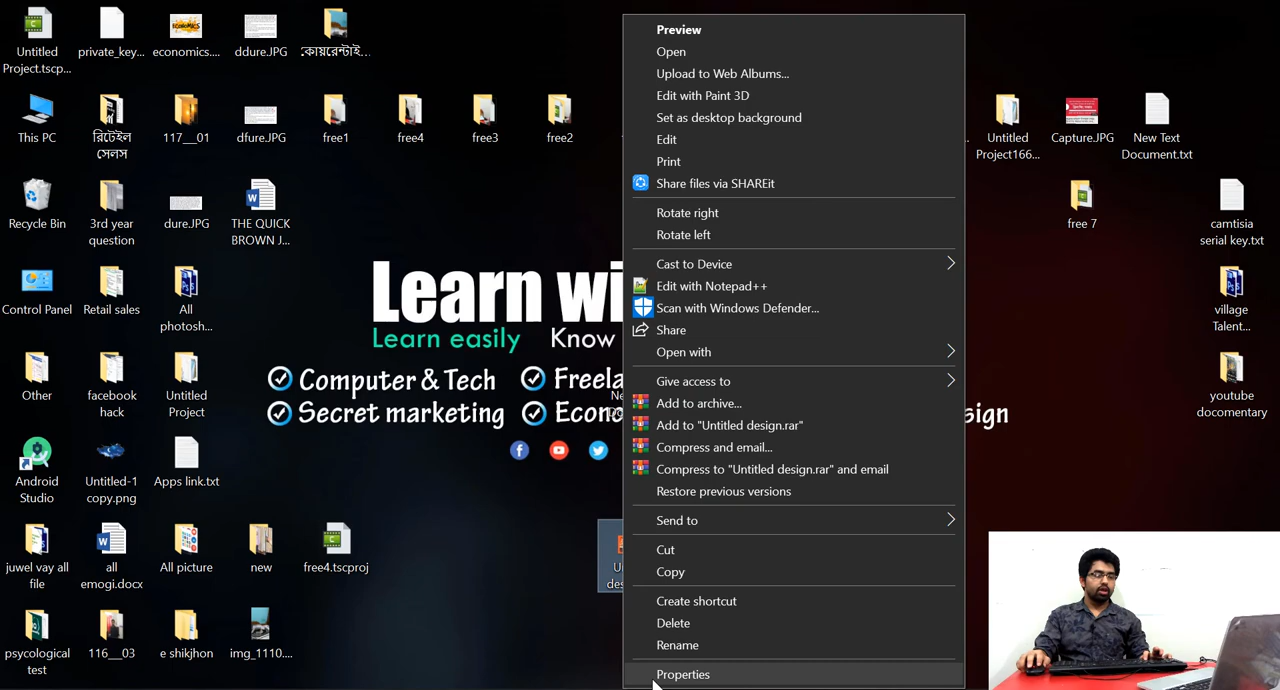 Untitled
Project.tscp...
private_key...
economics....
ddure.JPG
কোয়রেন্টাই...
This PC
রিটেইল
সেলস
117___01
dfure.JPG
free1
free4
free3
free2
Untitled
Project166...
Capture.JPG
New Text
Document.txt
Recycle Bin
3rd year
question
dure.JPG
THE QUICK
BROWN J...
free 7
camtisia
serial key.txt
Control Panel
Retail sales
All
photosh...
village
Talent...
Other
facebook
hack
Untitled
Project
youtube
docomentary
Android
Studio
Untitled-1
copy.png
Apps link.txt
juwel vay all
file
all
emogi.docx
All picture
new
free4.tscproj
psycological
test
116___03
e shikjhon
img_1110....
Learn wi
Learn easily Know
Computer & Tech Freela
Secret marketing Econo
sign
Un
des
Preview
Open
Upload to Web Albums...
Edit with Paint 3D
Set as desktop background
Edit
Print
Share files via SHAREit
Rotate right
Rotate left
Cast to Device
Edit with Notepad++
Scan with Windows Defender...
Share
Open with
Give access to
Add to archive...
Add to "Untitled design.rar"
Compress and email...
Compress to "Untitled design.rar" and email
Restore previous versions
Send to
Cut
Copy
Create shortcut
Delete
Rename
Properties